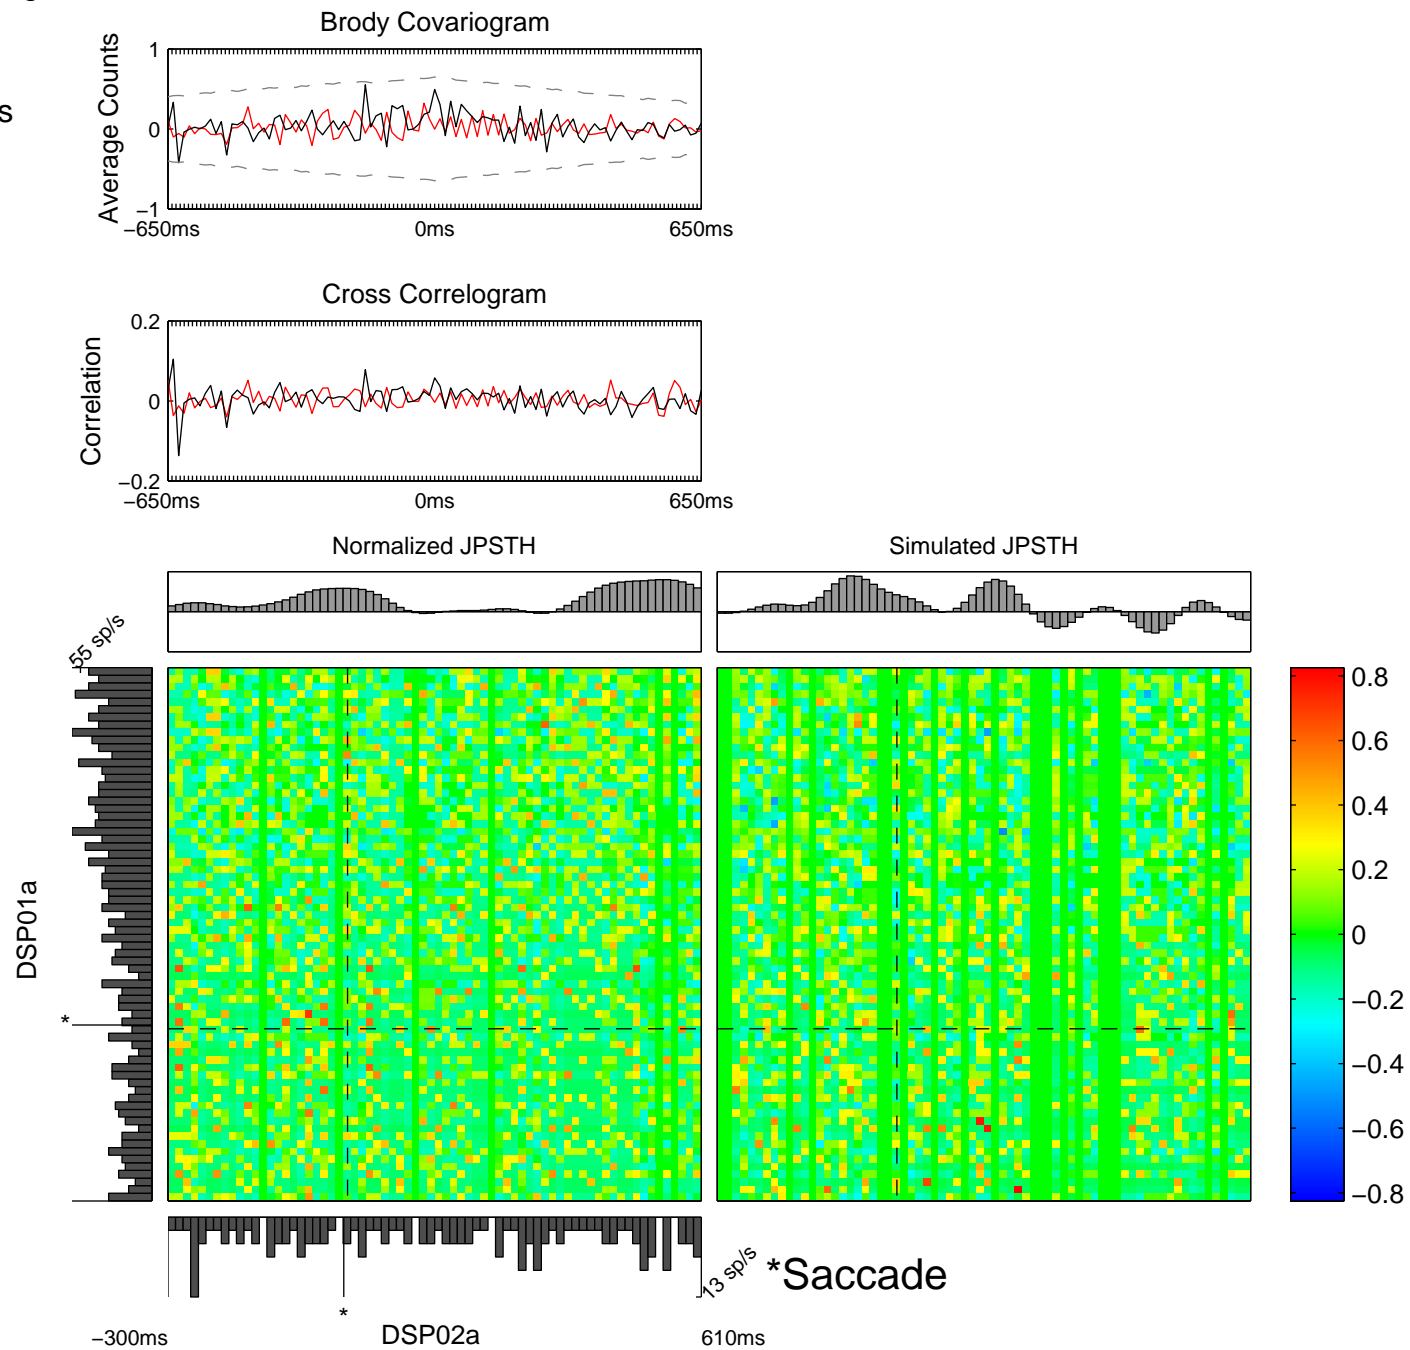 g
Brody Covariogram
s
Average Counts
1
0
−1
−650ms
0ms
650ms
Cross Correlogram
Correlation
0.2
0
−0.2
−650ms
0ms
650ms
Normalized JPSTH
Simulated JPSTH
55 sp/s
DSP01a
*
0.8
0.6
0.4
0.2
0
−0.2
−0.4
−0.6
−0.8
13 sp/s
*Saccade
*
−300ms
DSP02a
610ms